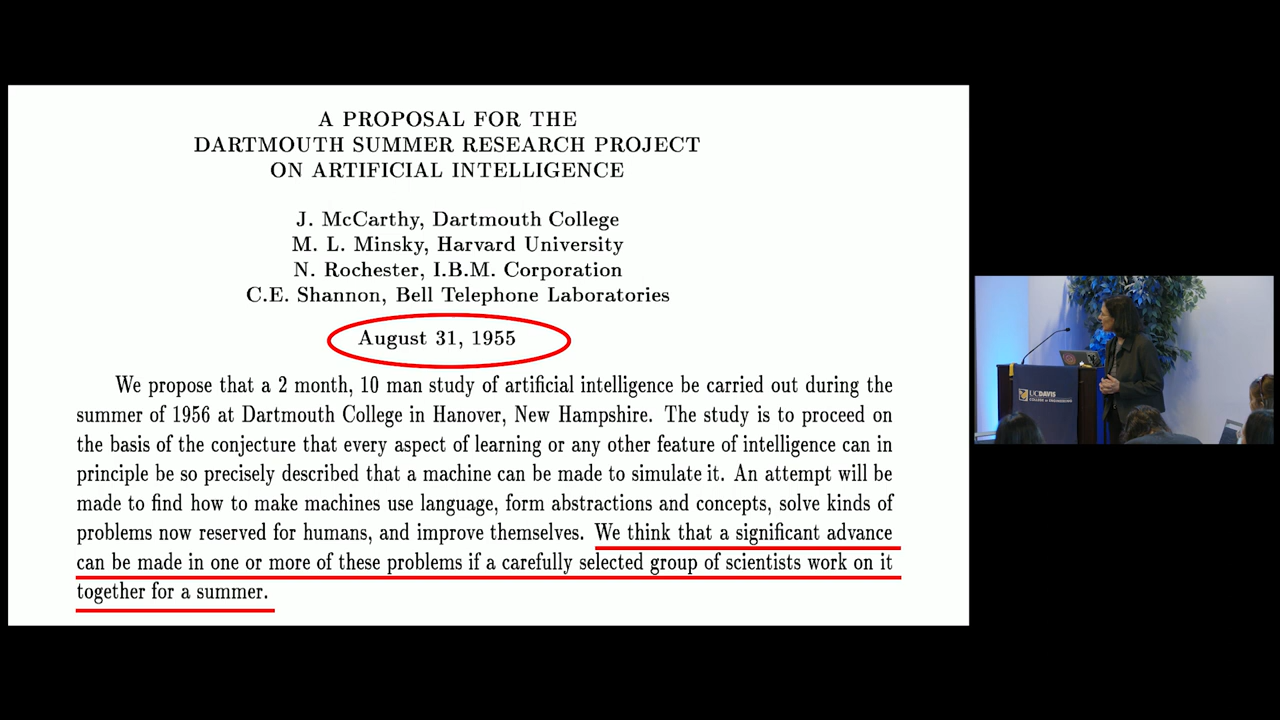 A PROPOSAL FOR THE
DARTMOUTH SUMMER RESEARCH PROJECT
ON ARTIFICIAL INTELLIGENCE
J. McCarthy, Dartmouth College
M. L. Minsky, Harvard University
N. Rochester, I.B.M. Corporation
C.E. Shannon, Bell Telephone Laboratories
August 31, 1955
We propose that a 2 month, 10 man study of artificial intelligence be carried out during the
summer of 1956 at Dartmouth College in Hanover, New Hampshire. The study is to proceed on
the basis of the conjecture that every aspect of learning or any other feature of intelligence can in
principle be so precisely described that a machine can be made to simulate it. An attempt will be
made to find how to make machines use language, form abstractions and concepts, solve kinds of
problems now reserved for humans, and improve themselves. We think that a significant advance
can be made in one or more of these problems if a carefully selected group of scientists work on it
together for a summer.
UCDAVIS
COLLEGE of ENGINEERING